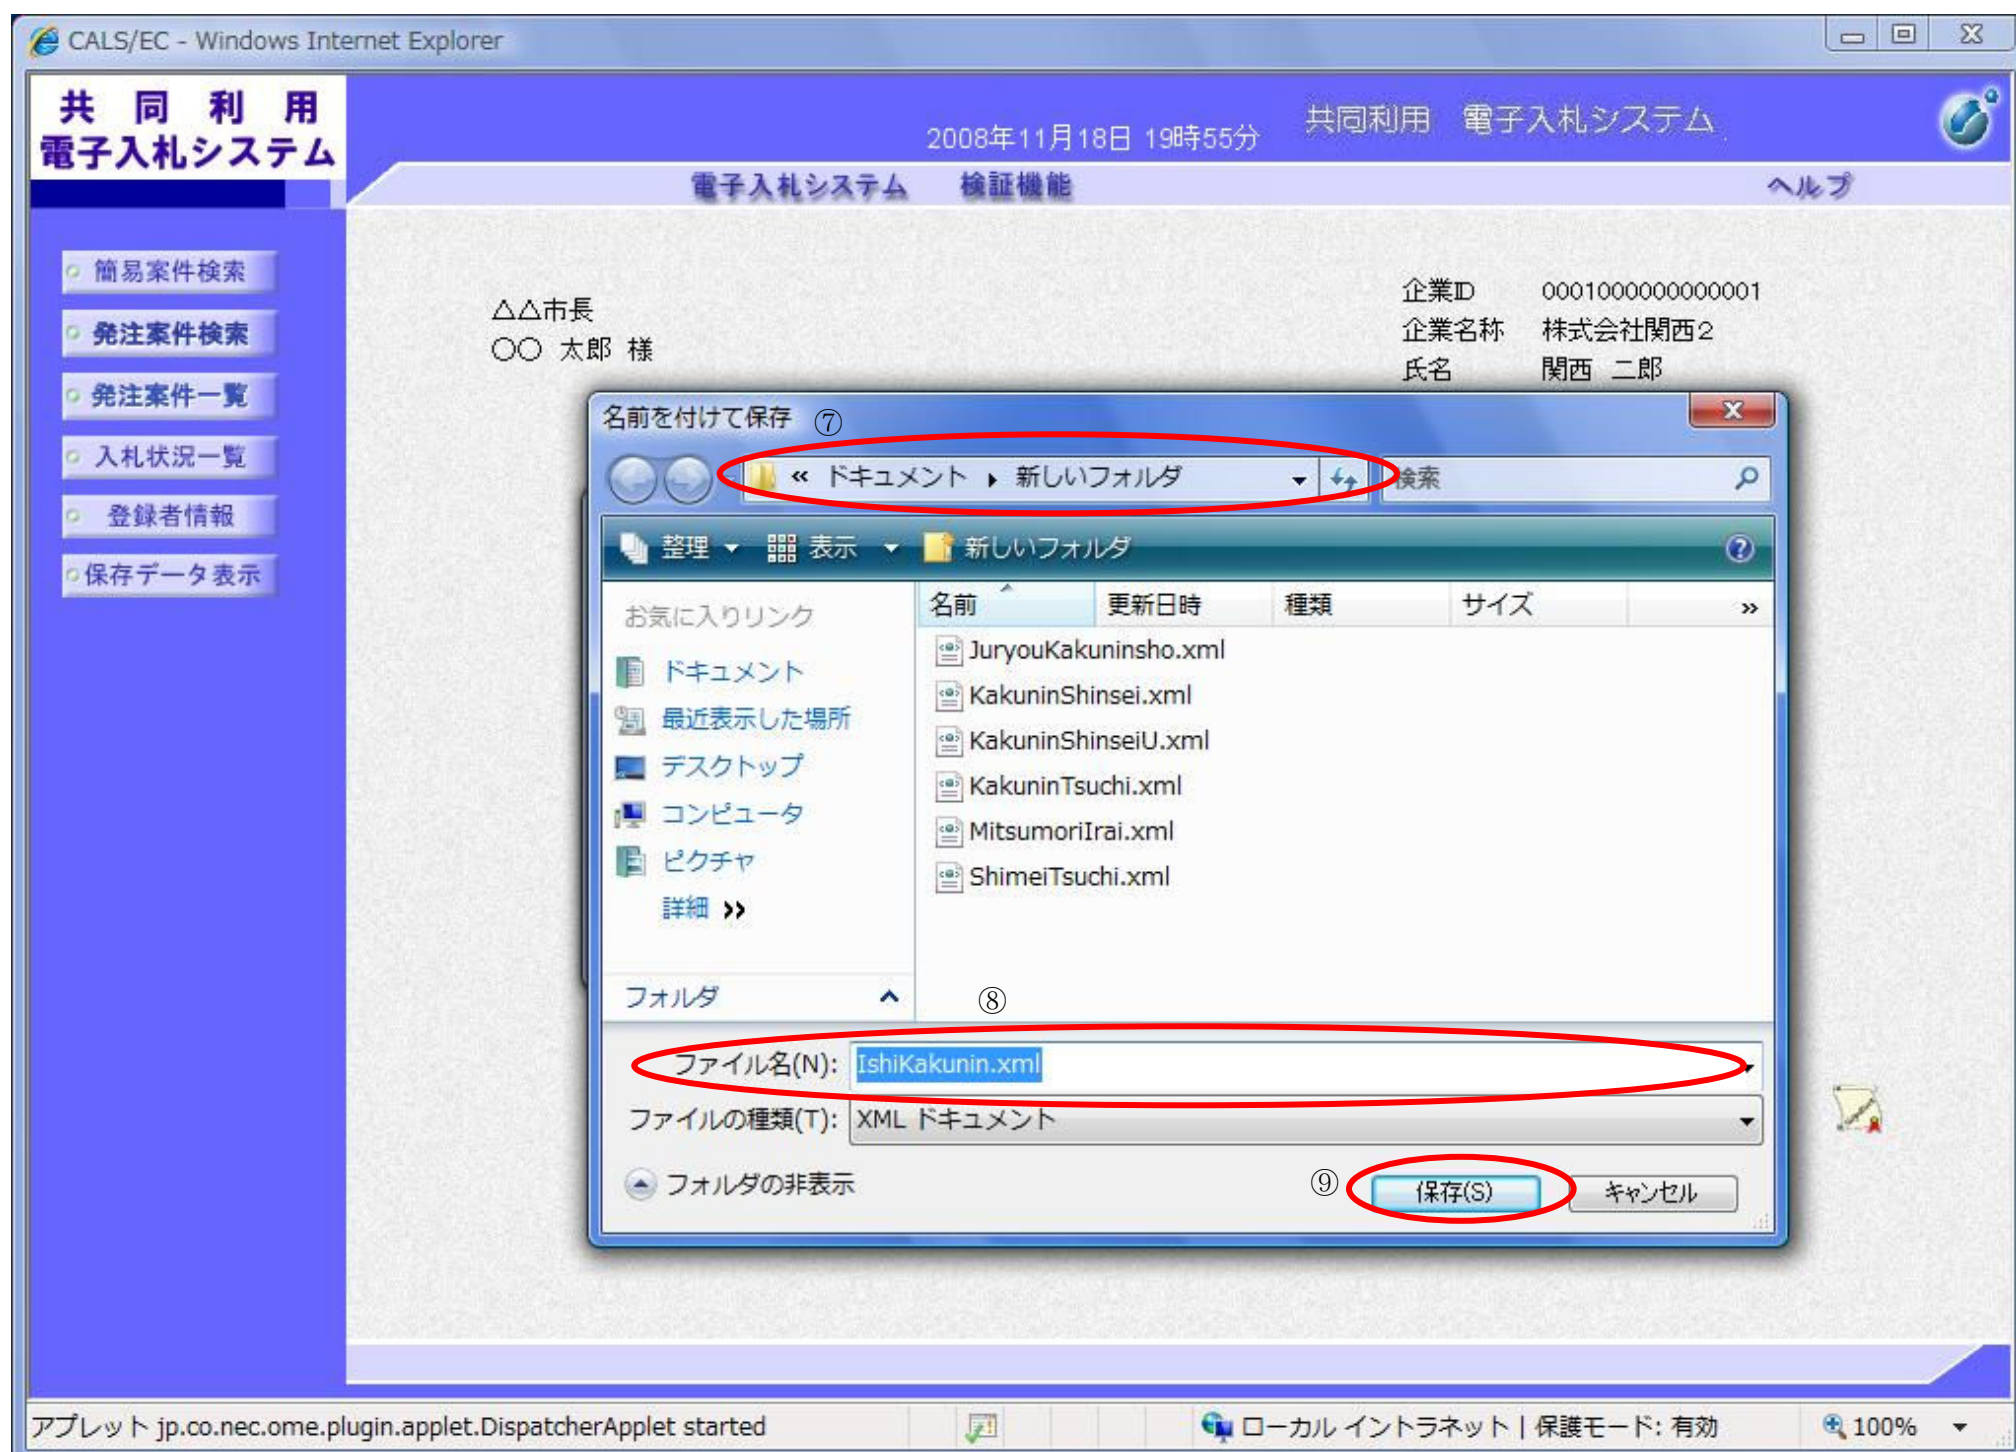 CALS/EC - Windows Internet Explorer
共 同 利 用
電子入札システム
2008年11月18日 19時55分
共同利用 電子入札システム
電子入札システム 検証機能 ヘルプ
簡易案件検索
発注案件検索
発注案件一覧
入札状況一覧
登録者情報
保存データ表示
△△市長
〇〇 太郎 様
企業ID 0001000000000001
企業名称 株式会社関西2
氏名 関西 二郎
名前を付けて保存 ⑦
« ドキュメント 新しいフォルダ 検索
整理 表示 新しいフォルダ
お気に入りリンク
ドキュメント
最近表示した場所
デスクトップ
コンピュータ
ピクチャ
詳細 »
フォルダ
名前 更新日時 種類 サイズ »
JuryouKakuninsho.xml
KakuninShinsei.xml
KakuninShinseiU.xml
KakuninTsuchi.xml
MitsumoriIrai.xml
ShimeiTsuchi.xml
⑧
ファイル名(N): IshiKakunin.xml
ファイルの種類(T): XML ドキュメント
フォルダの非表示 ⑨ 保存(S) キャンセル
アプレット jp.co.nec.ome.plugin.applet.DispatcherApplet started ローカル イントラネット | 保護モード: 有効 100%